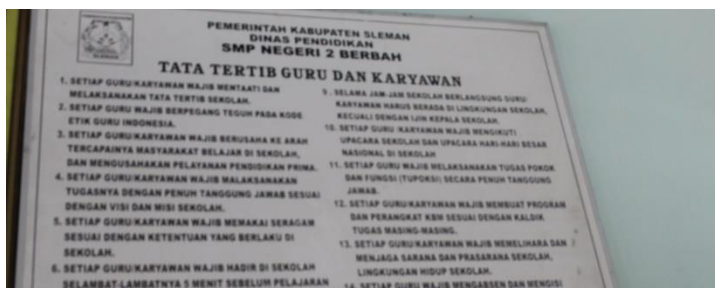 SLEMAN
PEMERINTAH KABUPATEN SLEMAN
DINAS PENDIDIKAN
SMP NEGERI 2 BERBAH
TATA TERTIB GURU DAN KARYAWAN
1. SETIAP GURU/KARYAWAN WAJIB MENTAATI DAN
MELAKSANAKAN TATA TERTIB SEKOLAH.
2. SETIAP GURU WAJIB BERPEGANG TEGUH PADA KODE
ETIK GURU INDONESIA.
3. SETIAP GURU/KARYAWAN WAJIB BERUSAHA KE ARAH
TERCAPAINYA MASYARAKAT BELAJAR DI SEKOLAH,
DAN MENGUSAHAKAN PELAYANAN PENDIDIKAN PRIMA.
4. SETIAP GURU/KARYAWAN WAJIB MALAKSANAKAN
TUGASNYA DENGAN PENUH TANGGUNG JAWAB SESUAI
DENGAN VISI DAN MISI SEKOLAH.
5. SETIAP GURU/KARYAWAN WAJIB MEMAKAI SERAGAM
SESUAI DENGAN KETENTUAN YANG BERLAKU DI
SEKOLAH.
6. SETIAP GURU/KARYAWAN WAJIB HADIR DI SEKOLAH
SELAMBAT-LAMBATNYA 5 MENIT SEBELUM PELAJARAN
9. SELAMA JAM-JAM SEKOLAH BERLANGSUNG GURU/
KARYAWAN HARUS BERADA DI LINGKUNGAN SEKOLAH,
KECUALI DENGAN IJIN KEPALA SEKOLAH.
10. SETIAP GURU /KARYAWAN WAJIB MENGIKUTI
UPACARA SEKOLAH DAN UPACARA HARI-HARI BESAR
NASIONAL DI SEKOLAH
11. SETIAP GURU WAJIB MELAKSANAKAN TUGAS POKOK
DAN FUNGSI (TUPOKSI) SECARA PENUH TANGGUNG
JAWAB.
12. SETIAP GURU/KARYAWAN WAJIB MEMBUAT PROGRAM
DAN PERANGKAT KBM SESUAI DENGAN KALDIK
TUGAS MASING-MASING.
13. SETIAP GURU/KARYAWAN WAJIB MEMELIHARA DAN
MENJAGA SARANA DAN PRASARANA SEKOLAH,
LINGKUNGAN HIDUP SEKOLAH.
14. SETIAP GURU WAJIB MENGABSEN DAN MENGISI